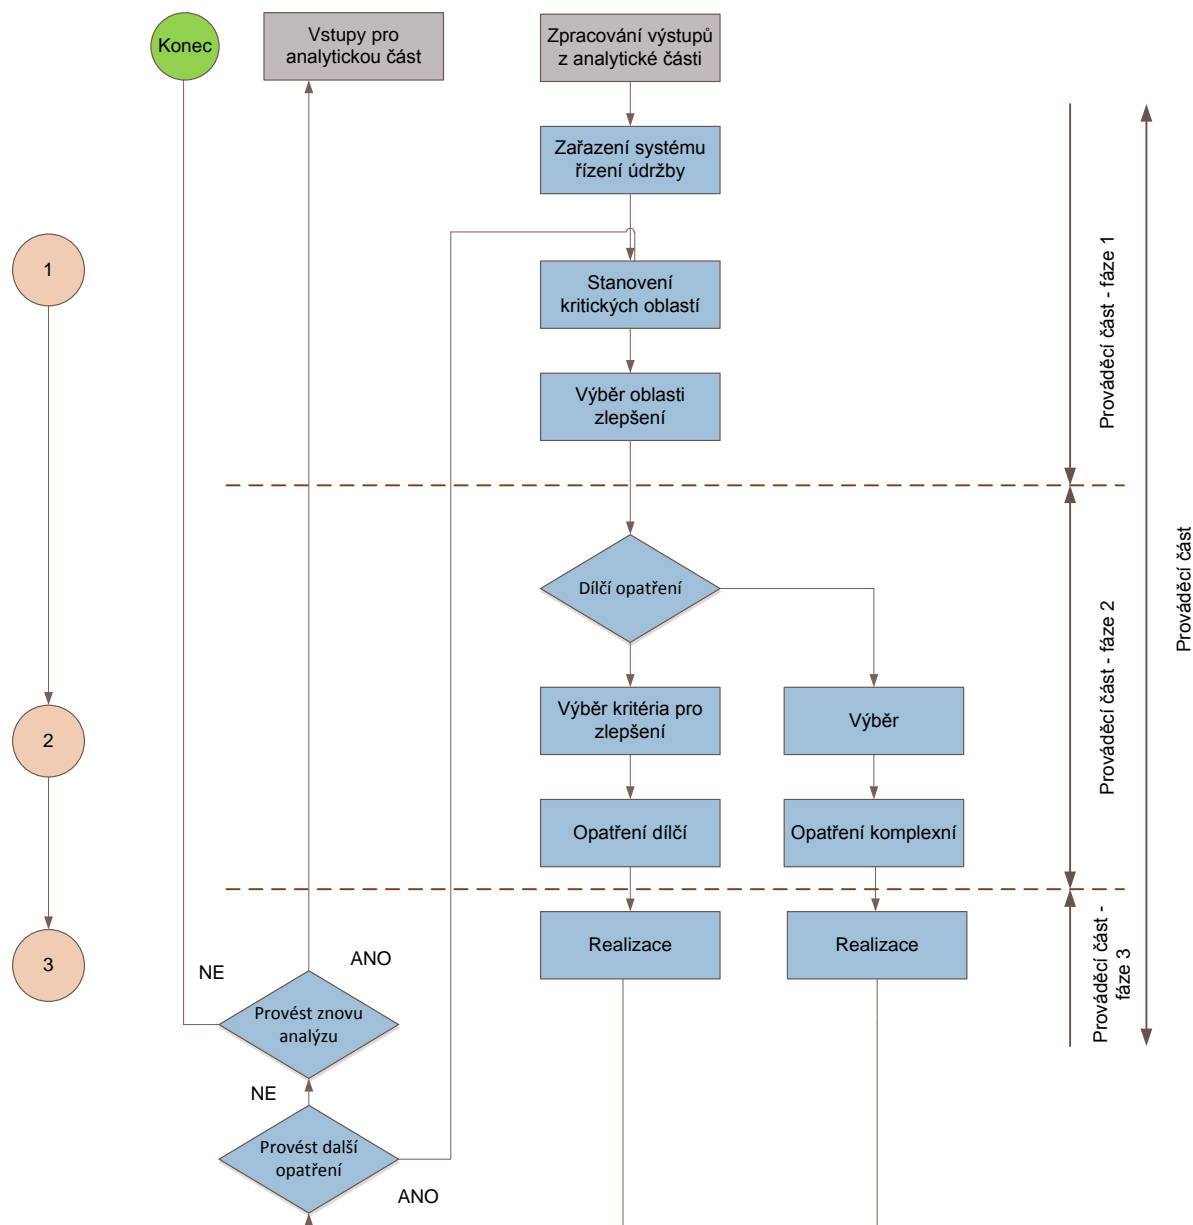 Konec
Vstupy pro
analytickou část
Zpracování výstupů
z analytické části
Zařazení systému
řízení údržby
1
Stanovení
kritických oblastí
Výběr oblasti
zlepšení
Prováděcí část - fáze 1
Dílčí opatření
Prováděcí část
Prováděcí část - fáze 2
Výběr kritéria pro
zlepšení
Výběr
2
Opatření dílčí
Opatření komplexní
Realizace
Realizace
Prováděcí část -
fáze 3
3
NE
ANO
Provést znovu
analýzu
NE
Provést další
opatření
ANO